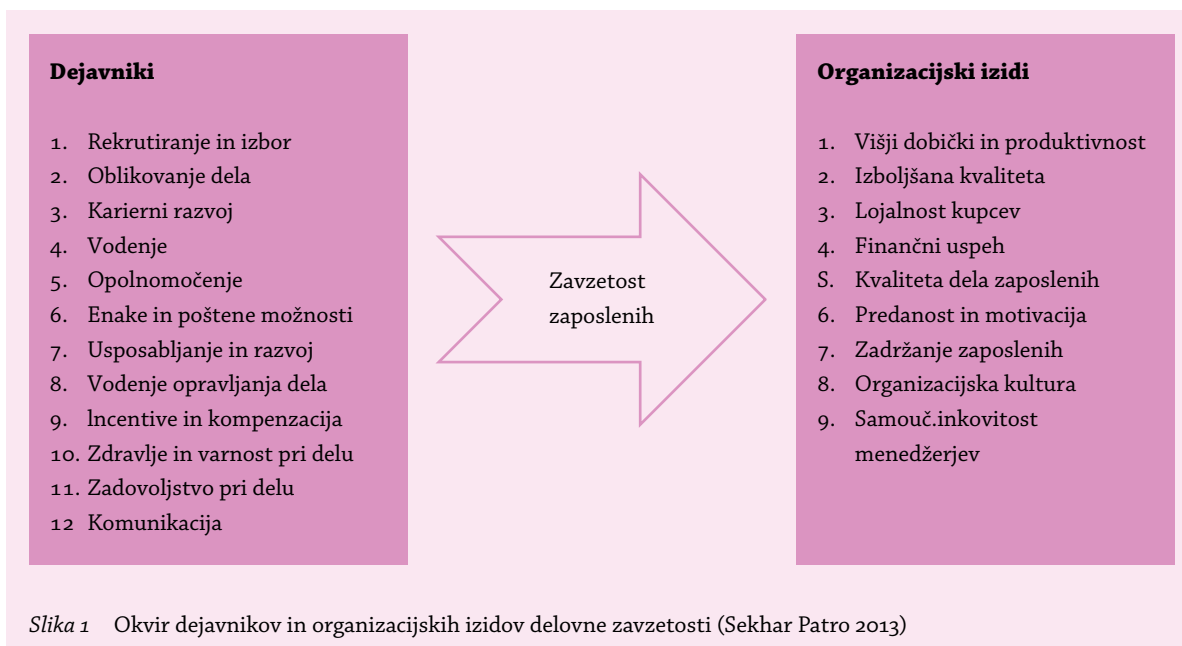 Dejavniki
1. Rekrutiranje in izbor
2. Oblikovanje dela
3. Karierni razvoj
4. Vodenje
5. Opolnomočenje
6. Enake in poštene možnosti
7. Usposabljanje in razvoj
8. Vodenje opravljanja dela
9. lncentive in kompenzacija
10. Zdravlje in varnost pri delu
11. Zadovoljstvo pri delu
12 Komunikacija
Zavzetost
zaposlenih
Organizacijski izidi
1. Višji dobički in produktivnost
2. Izboljšana kvaliteta
3. Lojalnost kupcev
4. Finančni uspeh
S. Kvaliteta dela zaposlenih
6. Predanost in motivacija
7. Zadržanje zaposlenih
8. Organizacijska kultura
9. Samouč.inkovitost
menedžerjev
Slika 1 Okvir dejavnikov in organizacijskih izidov delovne zavzetosti (Sekhar Patro 2013)